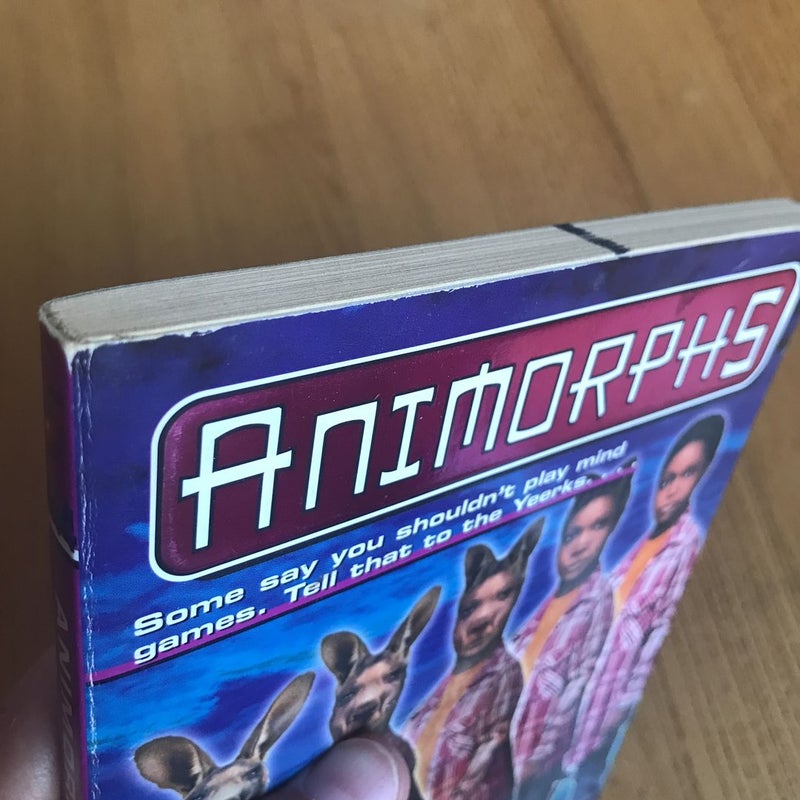 ANIMORPHS
Some say you shouldn't play mind
games. Tell that to the Yeerks. . . .